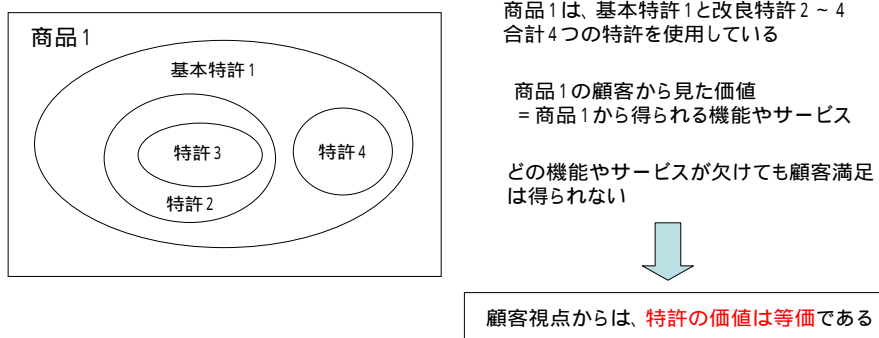 商品1
基本特許1
特許3
特許4
特許2
商品1は、基本特許1と改良特許2~4
合計4つの特許を使用している
商品1の顧客から見た価値
=商品1から得られる機能やサービス
どの機能やサービスが欠けても顧客満足
は得られない
顧客視点からは、特許の価値は等価である